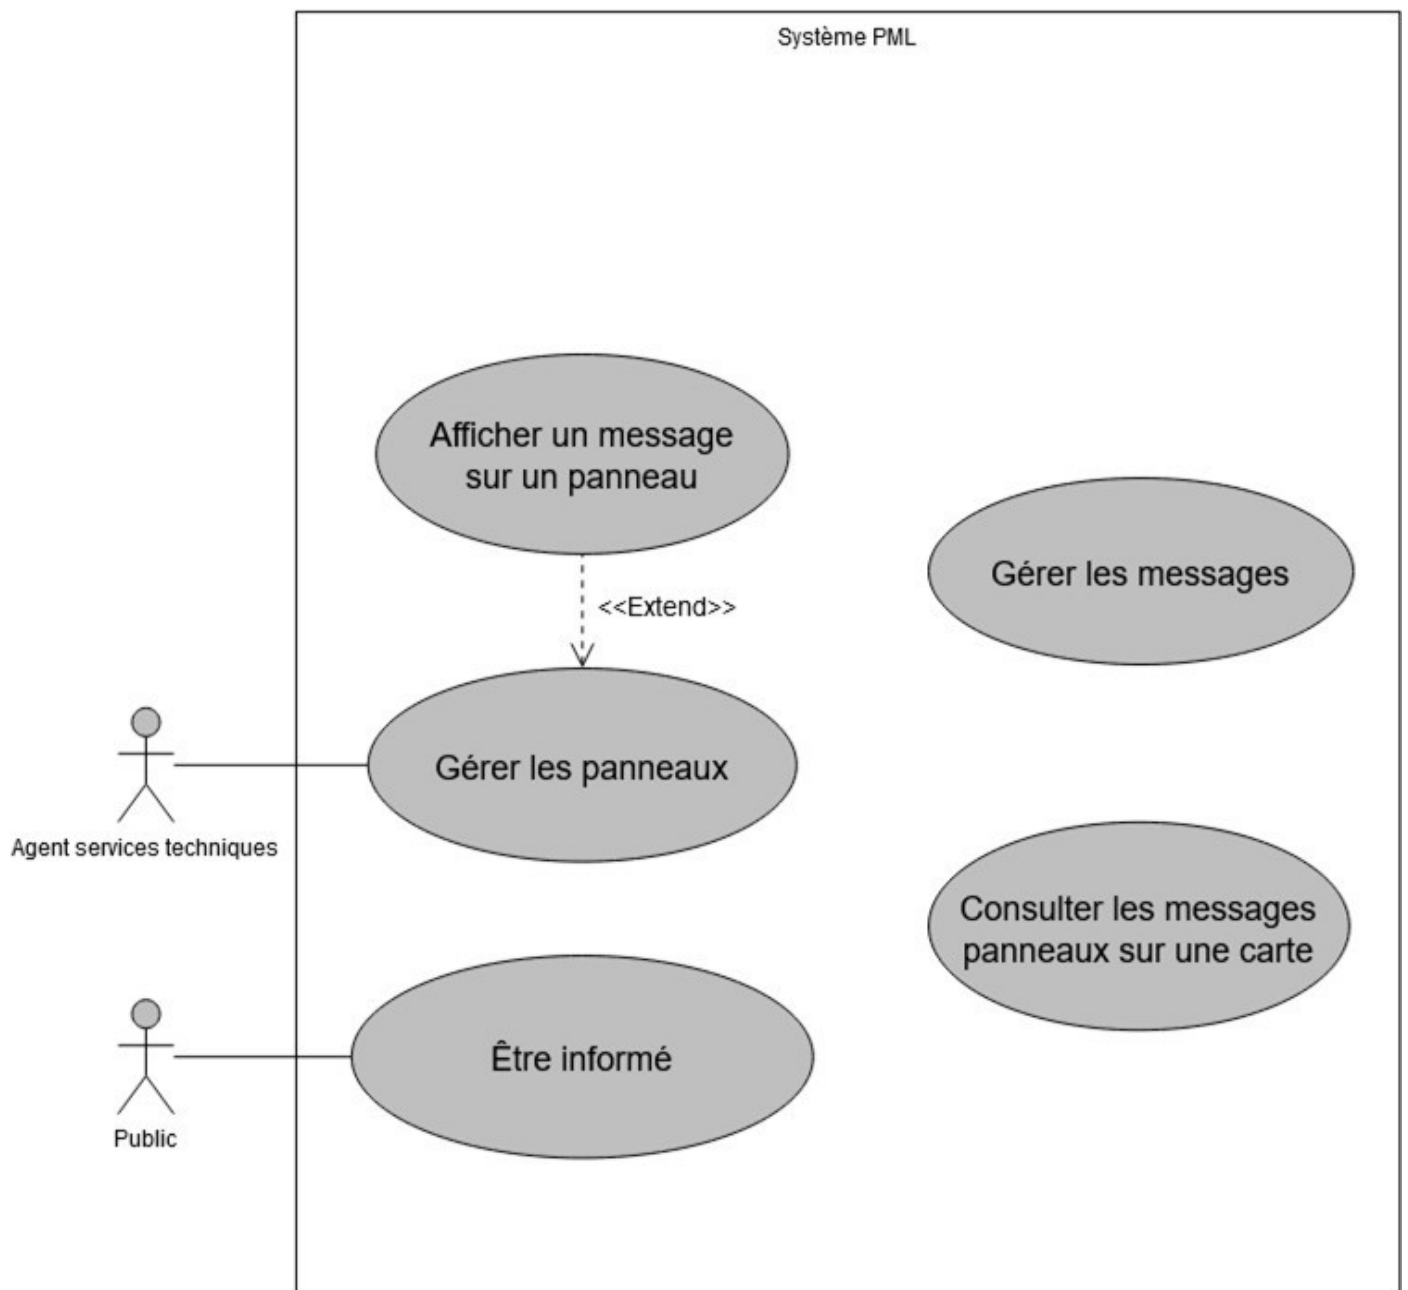 Système PML
Afficher un message
sur un panneau
Gérer les messages
<<Extend>>
Gérer les panneaux
Agent services techniques
Consulter les messages
panneaux sur une carte
Être informé
Public